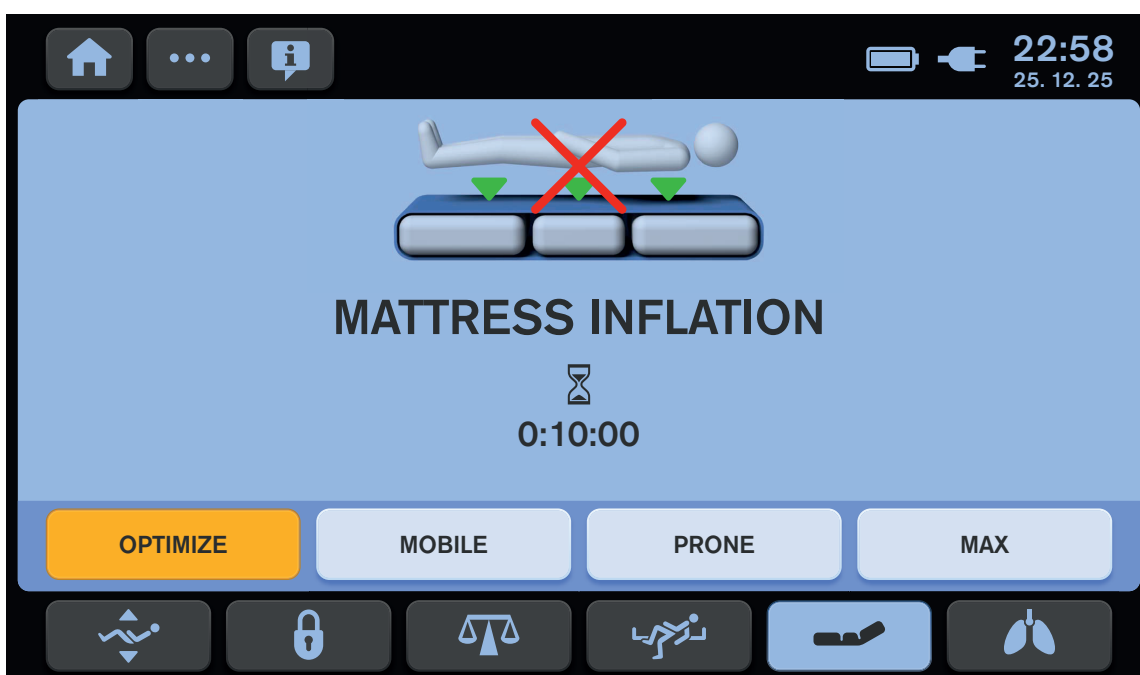 22:58
25. 12. 25
MATTRESS INFLATION
0:10:00
OPTIMIZE
MOBILE
PRONE
MAX